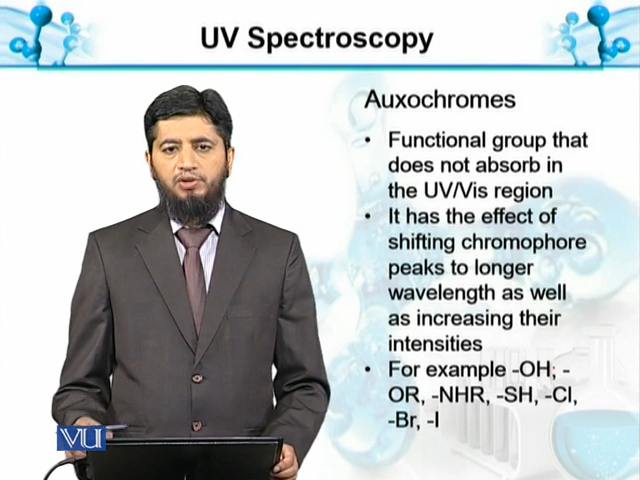 UV Spectroscopy
Auxochromes
• Functional group that
does not absorb in
the UV/Vis region
• It has the effect of
shifting chromophore
peaks to longer
wavelength as well
as increasing their
intensities
• For example -OH; -
OR, -NHR, -SH, -Cl,
-Br, -I
VU